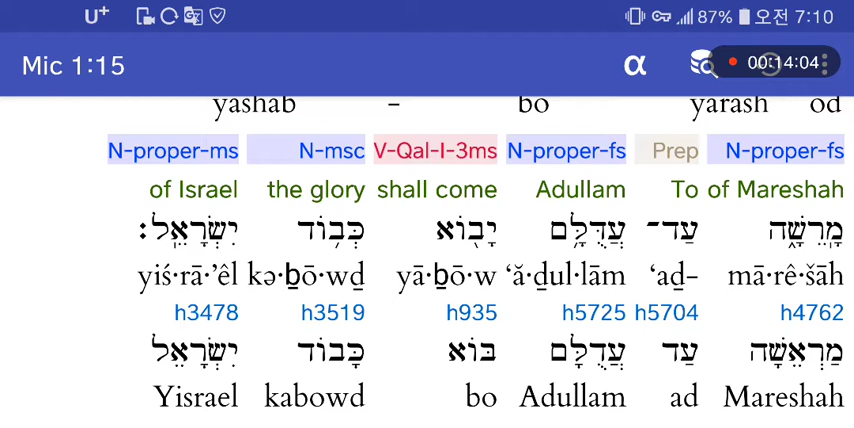 U+ 87% 오전 7:10
Mic 1:15 α 00:14:04
yashab - bo yarash od
N-proper-ms N-msc V-Qal-I-3ms N-proper-fs Prep N-proper-fs
of Israel the glory shall come Adullam To of Mareshah
מָֽרֵשָׁ֑ה עַד־ עֲדֻלָּ֥ם יָב֖וֹא כְּב֥וֹד יִשְׂרָאֵֽל׃
yiś·rā·’êl kə·ḇō·wḏ yā·ḇō·w ‘ă·ḏul·lām ‘aḏ- mā·rê·šāh
h3478 h3519 h935 h5725 h5704 h4762
מַרְאֵשָׁה עַד עֲדֻלָּם בּוֹא כָּבוֹד יִשְׂרָאֵל
Yisrael kabowd bo Adullam ad Mareshah